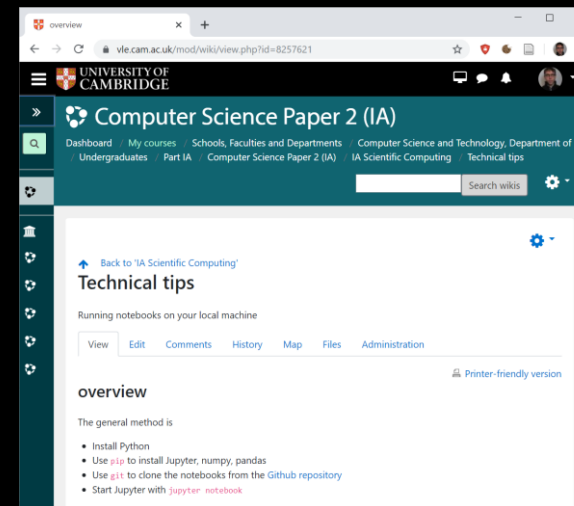 overview
vle.cam.ac.uk/mod/wiki/view.php?id=8257621
UNIVERSITY OF
CAMBRIDGE
Computer Science Paper 2 (IA)
Dashboard / My courses / Schools, Faculties and Departments / Computer Science and Technology, Department of
/ Undergraduates / Part IA / Computer Science Paper 2 (IA) / IA Scientific Computing / Technical tips
Search wikis
Back to 'IA Scientific Computing'
Technical tips
Running notebooks on your local machine
View Edit Comments History Map Files Administration
Printer-friendly version
overview
The general method is
• Install Python
• Use pip to install Jupyter, numpy, pandas
• Use git to clone the notebooks from the Github repository
• Start Jupyter with jupyter notebook